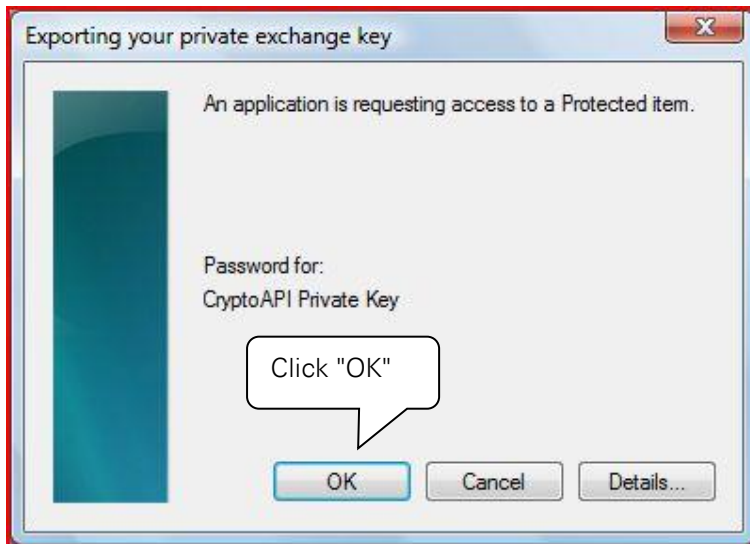 Exporting your private exchange key
An application is requesting access to a Protected item.
Password for:
CryptoAPI Private Key
Click "OK"
OK
Cancel
Details...